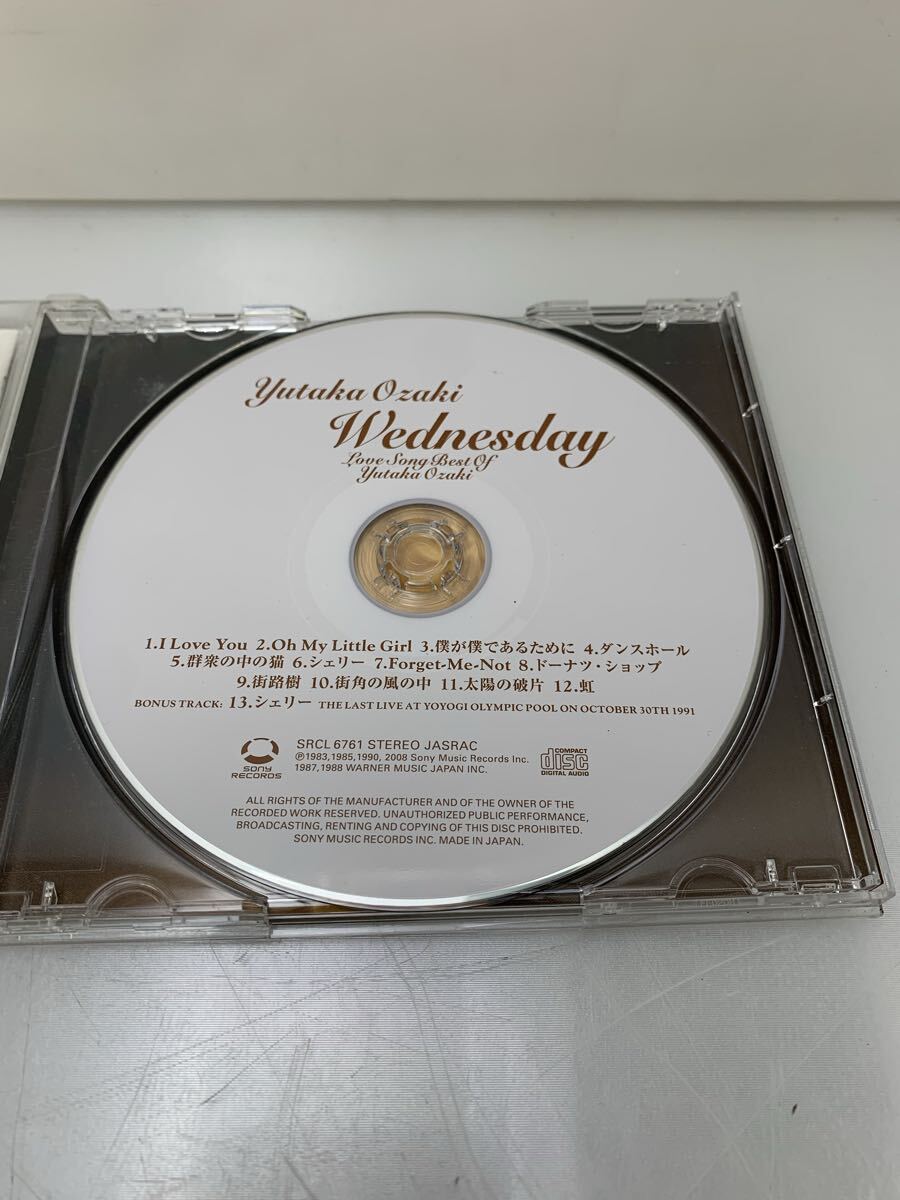 Yutaka Ozaki
Wednesday
Love Song Best Of
Yutaka Ozaki
1.I Love You 2.Oh My Little Girl 3.僕が僕であるために 4.ダンスホール
5.群衆の中の猫 6.シェリー 7.Forget-Me-Not 8.ドーナツ・ショップ
9.街路樹 10.街角の風の中 11.太陽の破片 12.虹
BONUS TRACK: 13.シェリー THE LAST LIVE AT YOYOGI OLYMPIC POOL ON OCTOBER 30TH 1991
SONY
RECORDS
SRCL 6761 STEREO JASRAC
℗1983,1985,1990, 2008 Sony Music Records Inc.
1987,1988 WARNER MUSIC JAPAN INC.
COMPACT
disc
DIGITAL AUDIO
ALL RIGHTS OF THE MANUFACTURER AND OF THE OWNER OF THE
RECORDED WORK RESERVED. UNAUTHORIZED PUBLIC PERFORMANCE,
BROADCASTING, RENTING AND COPYING OF THIS DISC PROHIBITED.
SONY MUSIC RECORDS INC. MADE IN JAPAN.